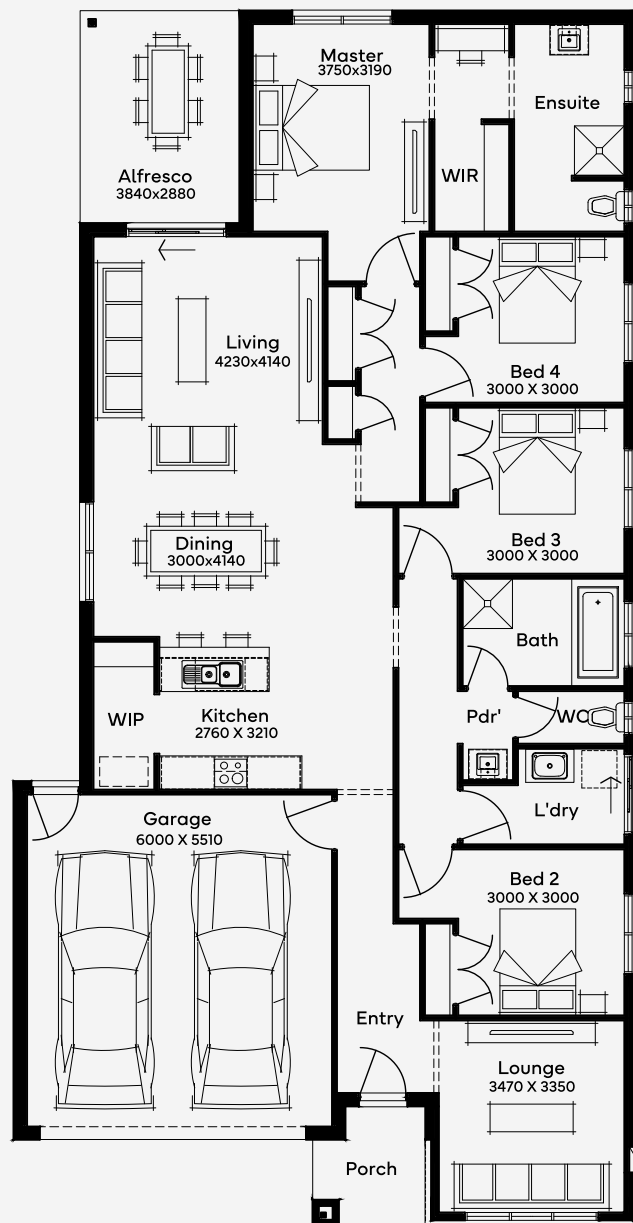 Master
3750x3190
Ensuite
Alfresco
3840x2880
WIR
Living
4230x4140
Bed 4
3000 X 3000
Bed 3
3000 X 3000
Dining
3000x4140
Bath
WIP
Kitchen
2760 X 3210
Pdr'
WC
L'dry
Garage
6000 X 5510
Bed 2
3000 X 3000
Entry
Lounge
3470 X 3350
Porch